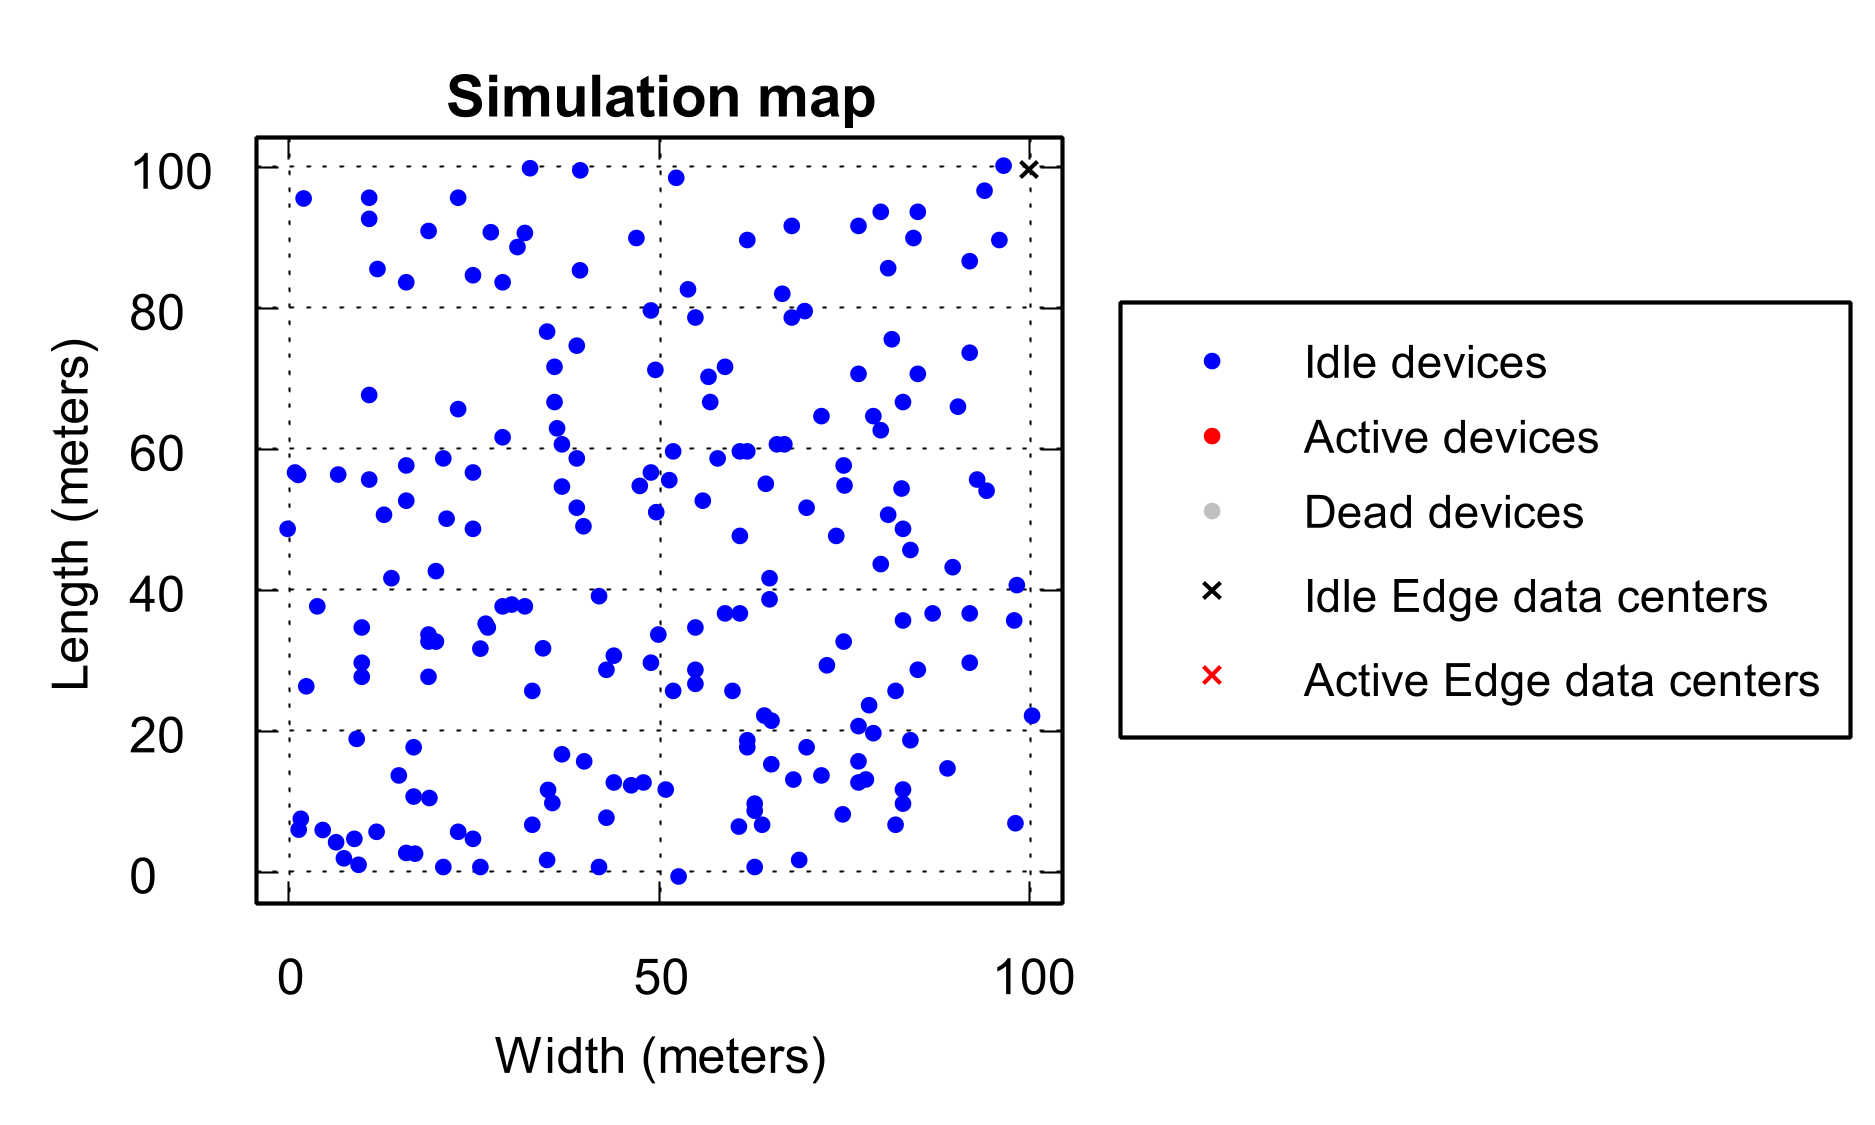 Simulation map
100
80
60
40
20
0
Length (meters)
0 50 100
Width (meters)
Idle devices
Active devices
Dead devices
Idle Edge data centers
Active Edge data centers